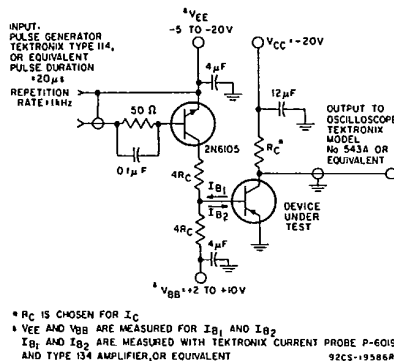 INPUT:
PULSE GENERATOR
TEKTRONIX TYPE 114,
OR EQUIVALENT
PULSE DURATION
≈20μs
REPETITION
RATE=1kHz
*VEE
-5 TO -20V
4μF
50 Ω
0.1μF
2N6105
4RC
IB1
IB2
4RC
4μF
*VBB=+2 TO +10V
VCC=-20V
12μF
RC*
OUTPUT TO
OSCILLOSCOPE
TEKTRONIX
MODEL
No 543A OR
EQUIVALENT
DEVICE
UNDER
TEST
* RC IS CHOSEN FOR IC
* VEE AND VBB ARE MEASURED FOR IB1 AND IB2
IB1 AND IB2 ARE MEASURED WITH TEKTRONIX CURRENT PROBE P-6019
AND TYPE 134 AMPLIFIER, OR EQUIVALENT
92CS-19586R